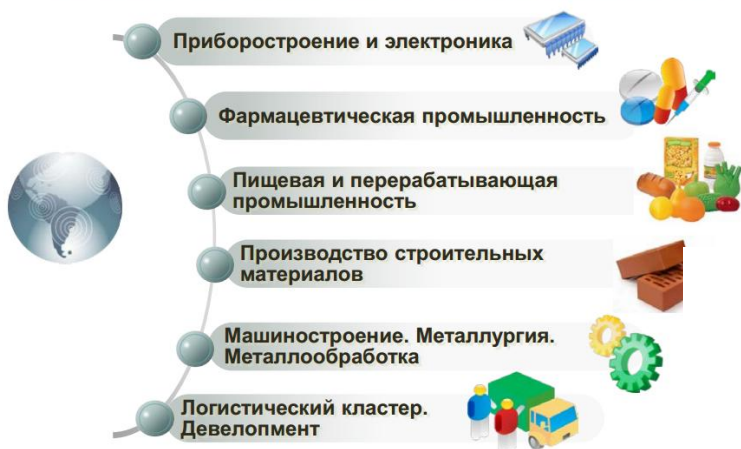 Приборостроение и электроника
Фармацевтическая промышленность
Пищевая и перерабатывающая
промышленность
Производство строительных
материалов
Машиностроение. Металлургия.
Металлообработка
Логистический кластер.
Девелопмент